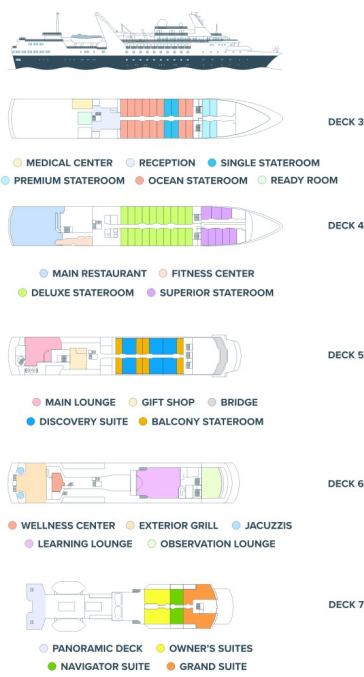 DECK 3
MEDICAL CENTER RECEPTION SINGLE STATEROOM
PREMIUM STATEROOM OCEAN STATEROOM READY ROOM
DECK 4
MAIN RESTAURANT FITNESS CENTER
DELUXE STATEROOM SUPERIOR STATEROOM
DECK 5
MAIN LOUNGE GIFT SHOP BRIDGE
DISCOVERY SUITE BALCONY STATEROOM
DECK 6
WELLNESS CENTER EXTERIOR GRILL JACUZZIS
LEARNING LOUNGE OBSERVATION LOUNGE
DECK 7
PANORAMIC DECK OWNER'S SUITES
NAVIGATOR SUITE GRAND SUITE